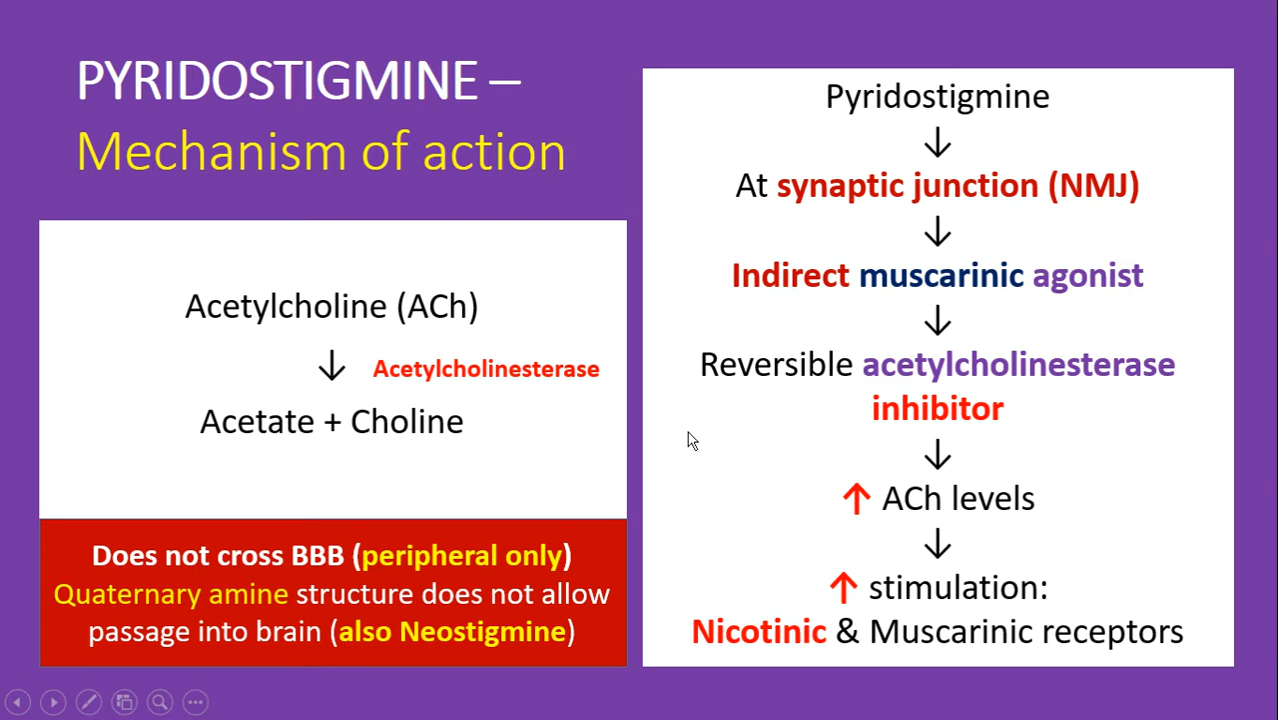 PYRIDOSTIGMINE –
Mechanism of action
Acetylcholine (ACh)
↓ Acetylcholinesterase
Acetate + Choline
Does not cross BBB (peripheral only)
Quaternary amine structure does not allow
passage into brain (also Neostigmine)
Pyridostigmine
↓
At synaptic junction (NMJ)
↓
Indirect muscarinic agonist
↓
Reversible acetylcholinesterase
inhibitor
↓
↑ ACh levels
↓
↑ stimulation:
Nicotinic & Muscarinic receptors